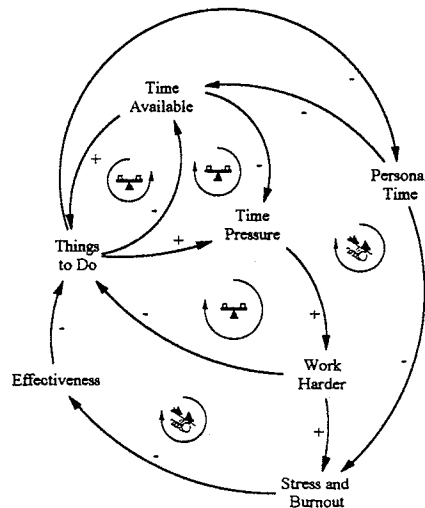 Time
Available
Persona
Time
Time
Pressure
Things
to Do
Work
Harder
Effectiveness
Stress and
Burnout
-
-
+
-
-
-
+
-
+
-
-
+
-